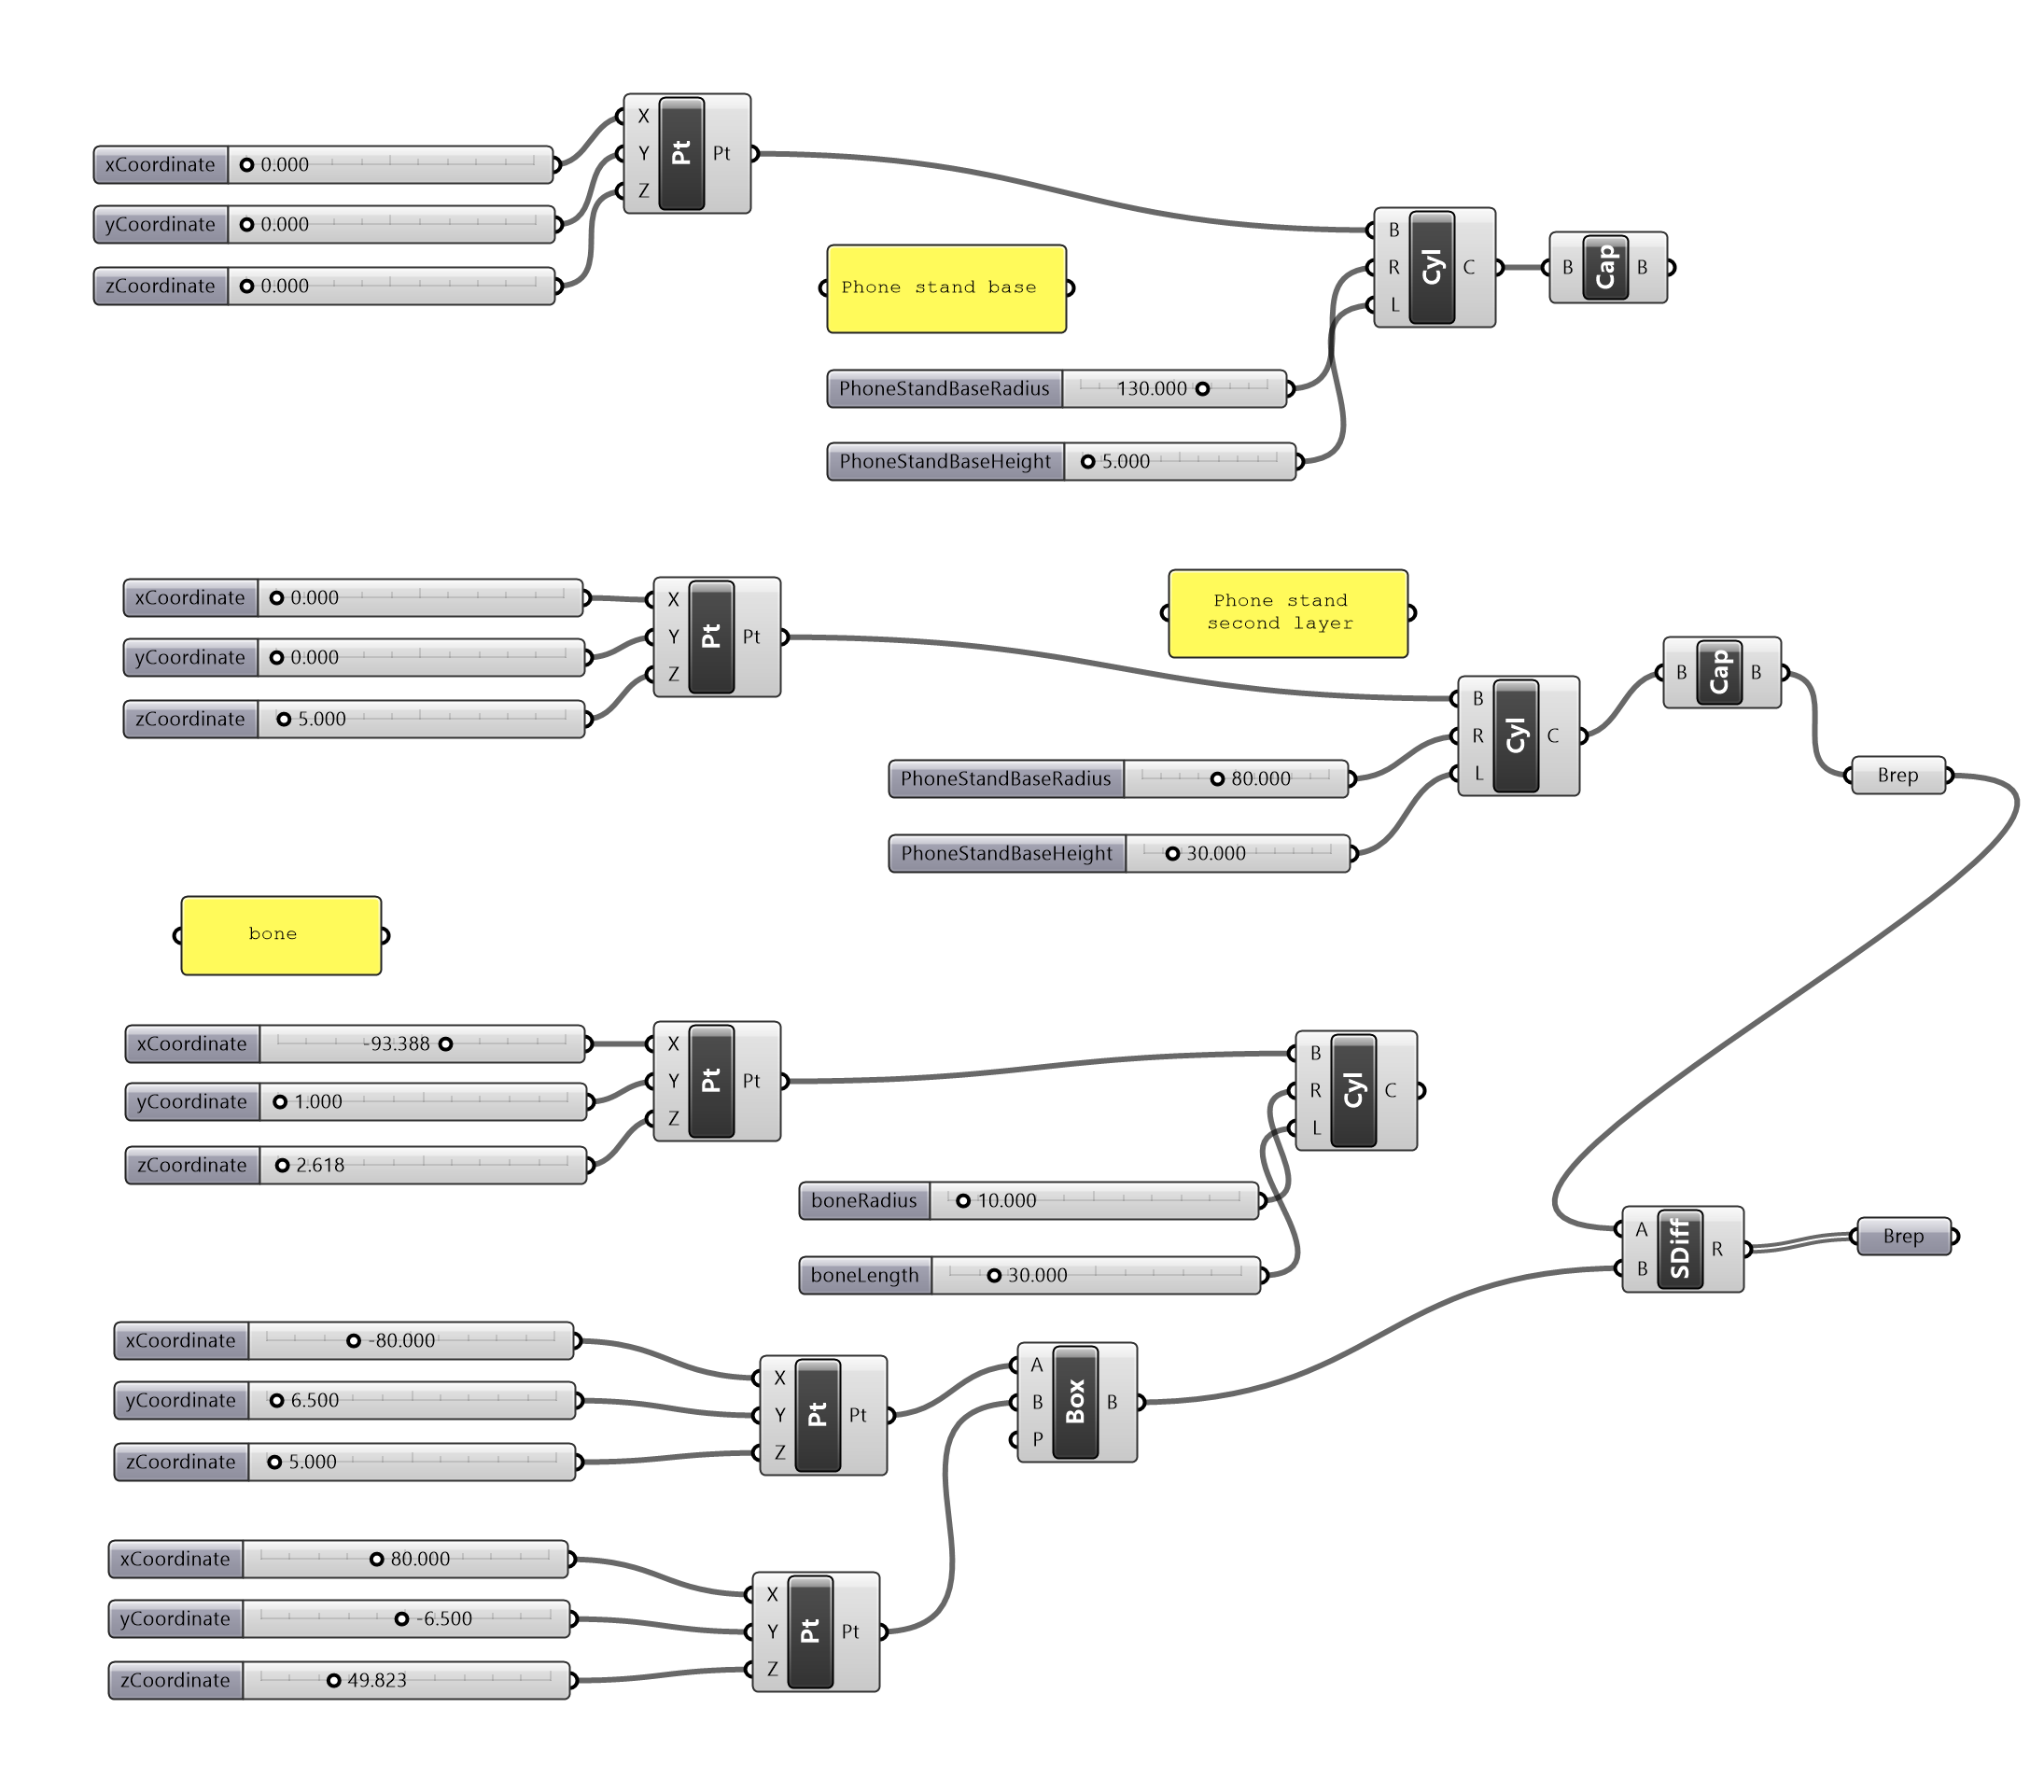 X
Y Pt Pt
Z
xCoordinate 0.000
yCoordinate 0.000
zCoordinate 0.000
Phone stand base
B
R Cyl C
L
B Cap B
PhoneStandBaseRadius 130.000
PhoneStandBaseHeight 5.000
xCoordinate 0.000
yCoordinate 0.000
zCoordinate 5.000
X
Y Pt Pt
Z
Phone stand
second layer
B
R Cyl C
L
B Cap B
Brep
PhoneStandBaseRadius 80.000
PhoneStandBaseHeight 30.000
bone
xCoordinate -93.388
yCoordinate 1.000
zCoordinate 2.618
X
Y Pt Pt
Z
B
R Cyl C
L
boneRadius 10.000
boneLength 30.000
A
B SDiff R
Brep
xCoordinate -80.000
yCoordinate 6.500
zCoordinate 5.000
X
Y Pt Pt
Z
A
B Box B
P
xCoordinate 80.000
yCoordinate -6.500
zCoordinate 49.823
X
Y Pt Pt
Z